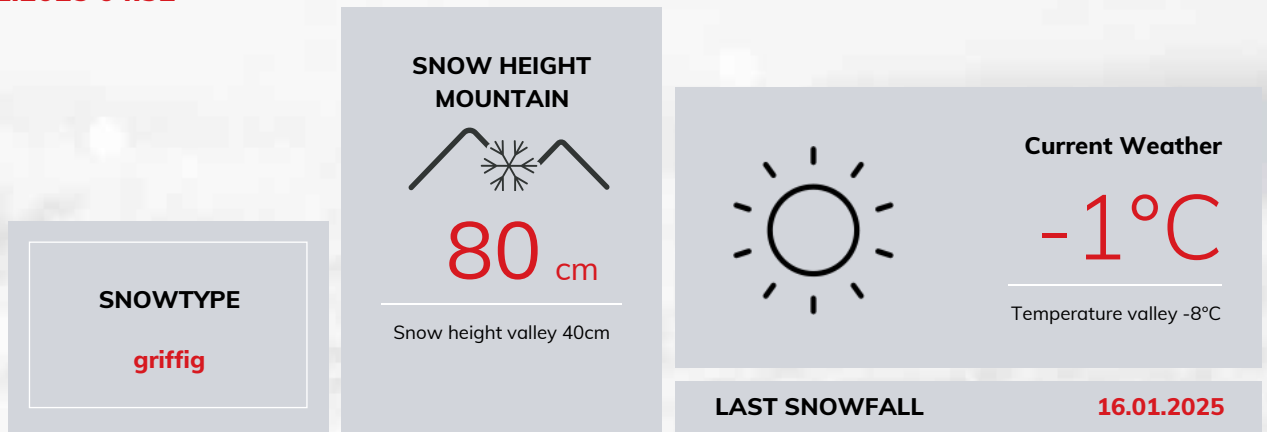 SNOW HEIGHT
MOUNTAIN
80 cm
Snow height valley 40cm
SNOWTYPE
griffig
Current Weather
-1°C
Temperature valley -8°C
LAST SNOWFALL 16.01.2025